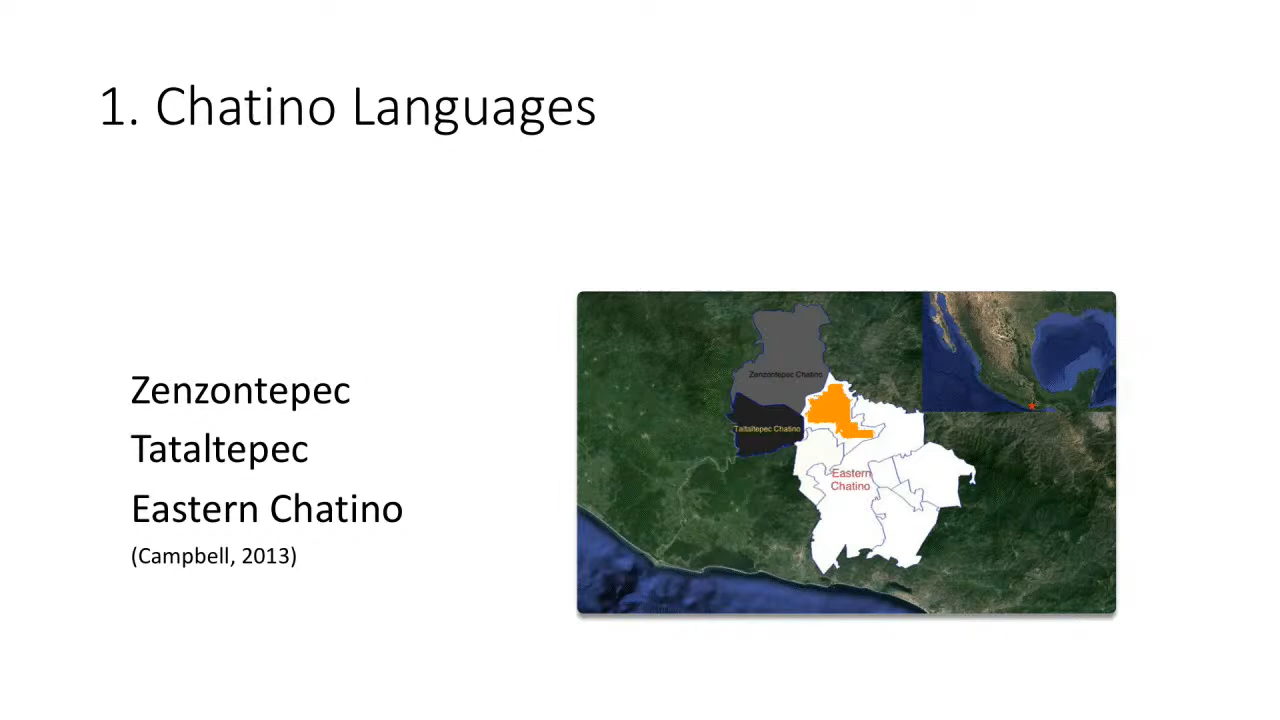 1. Chatino Languages
Zenzontepec
Tataltepec
Eastern Chatino
(Campbell, 2013)
Zenzontepec Chatino
Tataltepec Chatino
Eastern
Chatino